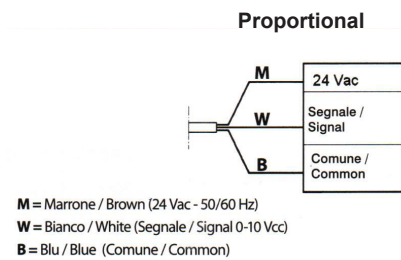 Proportional
M
24 Vac
W
Segnale /
Signal
B
Comune /
Common
M = Marrone / Brown (24 Vac - 50/60 Hz)
W = Bianco / White (Segnale / Signal 0-10 Vcc)
B = Blu / Blue (Comune / Common)